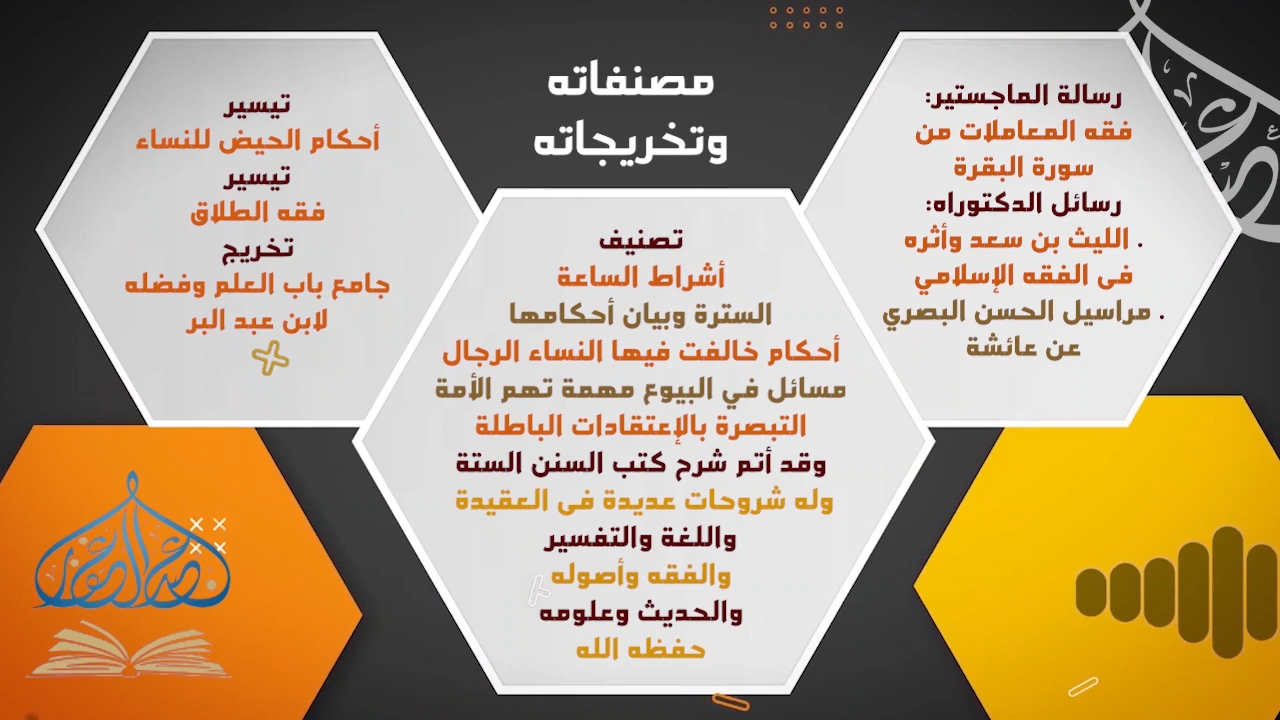 مصنفاته
وتخريجاته
رسالة الماجستير:
فقه المعاملات من
سورة البقرة
رسائل الدكتوراه:
. الليث بن سعد وأثره
فى الفقه الإسلامي
. مراسيل الحسن البصري
عن عائشة
تصنيف
أشراط الساعة
السترة وبيان أحكامها
أحكام خالفت فيها النساء الرجال
مسائل في البيوع مهمة تهم الأمة
التبصرة بالإعتقادات الباطلة
وقد أتم شرح كتب السنن الستة
وله شروحات عديدة فى العقيدة
واللغة والتفسير
والفقه وأصوله
والحديث وعلومه
حفظه الله
تيسير
أحكام الحيض للنساء
تيسير
فقه الطلاق
تخريج
جامع باب العلم وفضله
لابن عبد البر